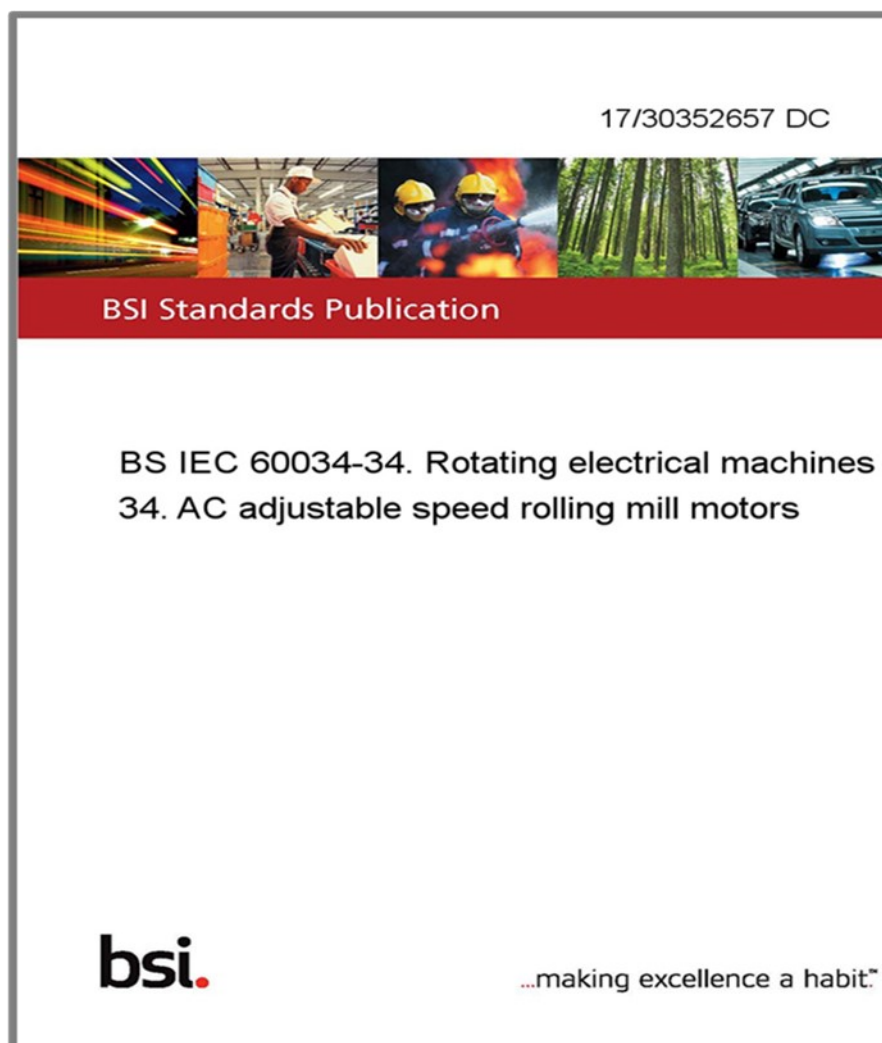 17/30352657 DC
BSI Standards Publication
BS IEC 60034-34. Rotating electrical machines
34. AC adjustable speed rolling mill motors
bsi.
...making excellence a habit.™